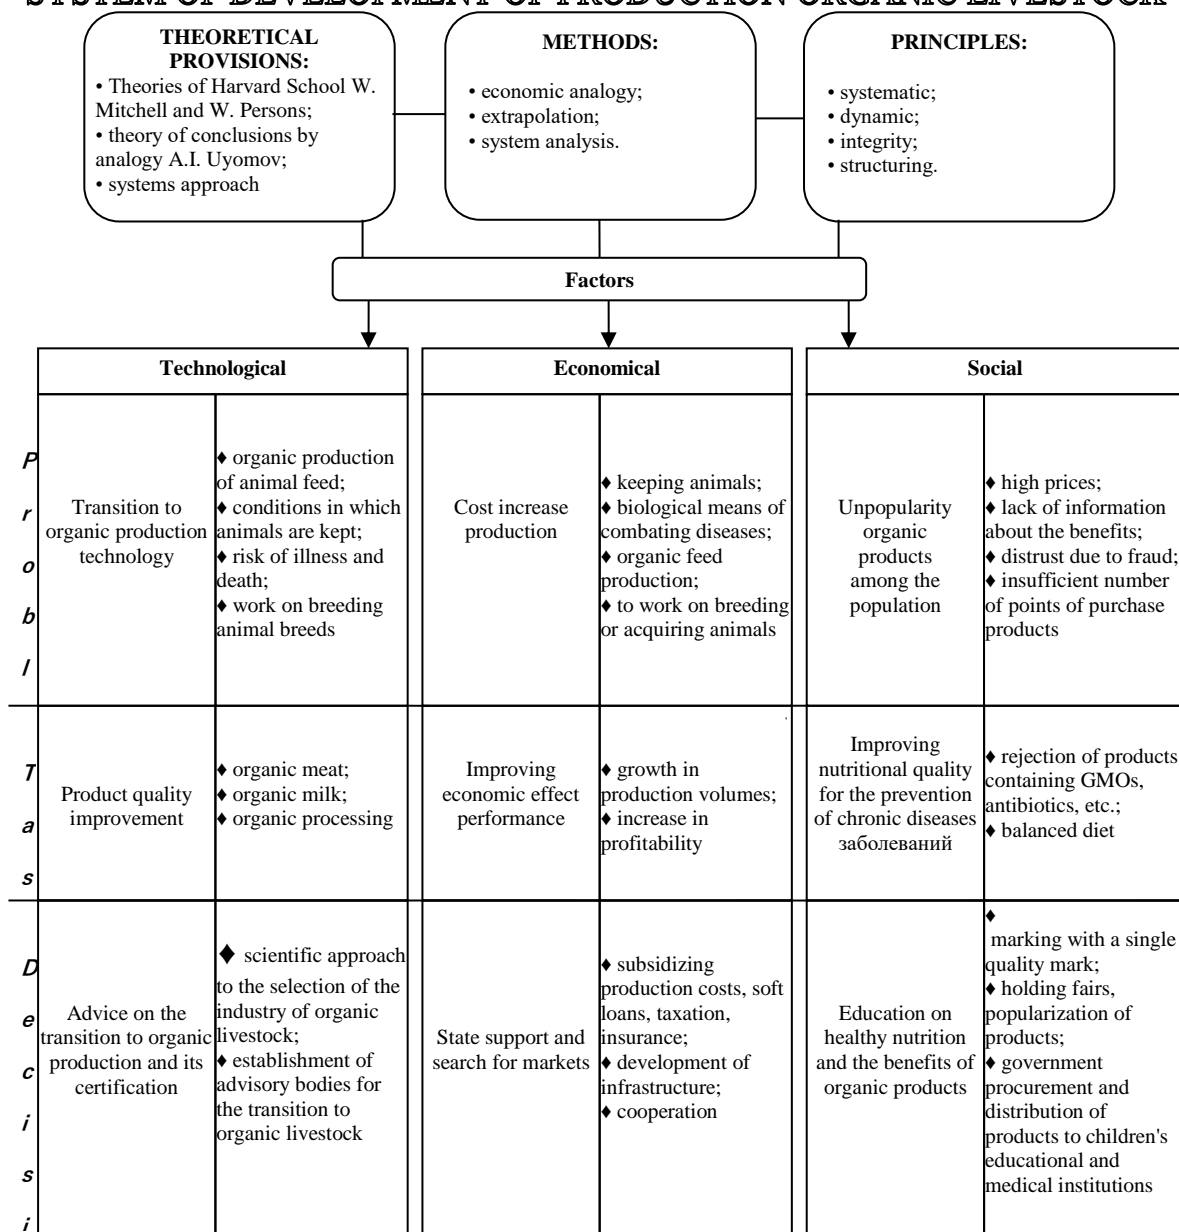 SYSTEM OF DEVELOPMENT OF PRODUCTION ORGANIC LIVESTOCK
THEORETICAL
PROVISIONS:
• Theories of Harvard School W.
Mitchell and W. Persons;
• theory of conclusions by
analogy A.I. Uyomov;
• systems approach
METHODS:
• economic analogy;
• extrapolation;
• system analysis.
PRINCIPLES:
• systematic;
• dynamic;
• integrity;
• structuring.
Factors
Technological
Economical
Social
P
r
o
b
l
Transition to
organic production
technology
♦ organic production
of animal feed;
♦ conditions in which
animals are kept;
♦ risk of illness and
death;
♦ work on breeding
animal breeds
Cost increase
production
♦ keeping animals;
♦ biological means of
combating diseases;
♦ organic feed
production;
♦ to work on breeding
or acquiring animals
Unpopularity
organic
products
among the
population
♦ high prices;
♦ lack of information
about the benefits;
♦ distrust due to fraud;
♦ insufficient number
of points of purchase
products
T
a
s
Product quality
improvement
♦ organic meat;
♦ organic milk;
♦ organic processing
Improving
economic effect
performance
♦ growth in
production volumes;
♦ increase in
profitability
Improving
nutritional quality
for the prevention
of chronic diseases
заболеваний
♦ rejection of products
containing GMOs,
antibiotics, etc.;
♦ balanced diet
D
e
c
i
s
i
Advice on the
transition to organic
production and its
certification
♦ scientific approach
to the selection of the
industry of organic
livestock;
♦ establishment of
advisory bodies for
the transition to
organic livestock
State support and
search for markets
♦ subsidizing
production costs, soft
loans, taxation,
insurance;
♦ development of
infrastructure;
♦ cooperation
Education on
healthy nutrition
and the benefits of
organic products
♦
marking with a single
quality mark;
♦ holding fairs,
popularization of
products;
♦ government
procurement and
distribution of
products to children's
educational and
medical institutions